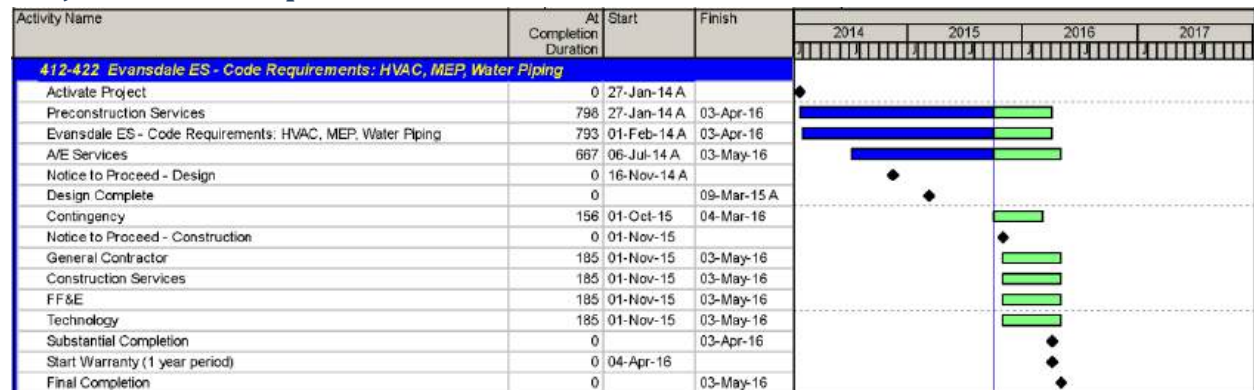 Activity Name At Completion Duration Start Finish 2014 2015 2016 2017
412-422 Evansdale ES - Code Requirements: HVAC, MEP, Water Piping
Activate Project 0 27-Jan-14 A
Preconstruction Services 798 27-Jan-14 A 03-Apr-16
Evansdale ES - Code Requirements: HVAC, MEP, Water Piping 793 01-Feb-14 A 03-Apr-16
A/E Services 667 06-Jul-14 A 03-May-16
Notice to Proceed - Design 0 16-Nov-14 A
Design Complete 0 09-Mar-15 A
Contingency 156 01-Oct-15 04-Mar-16
Notice to Proceed - Construction 0 01-Nov-15
General Contractor 185 01-Nov-15 03-May-16
Construction Services 185 01-Nov-15 03-May-16
FF&E 185 01-Nov-15 03-May-16
Technology 185 01-Nov-15 03-May-16
Substantial Completion 0 03-Apr-16
Start Warranty (1 year period) 0 04-Apr-16
Final Completion 0 03-May-16